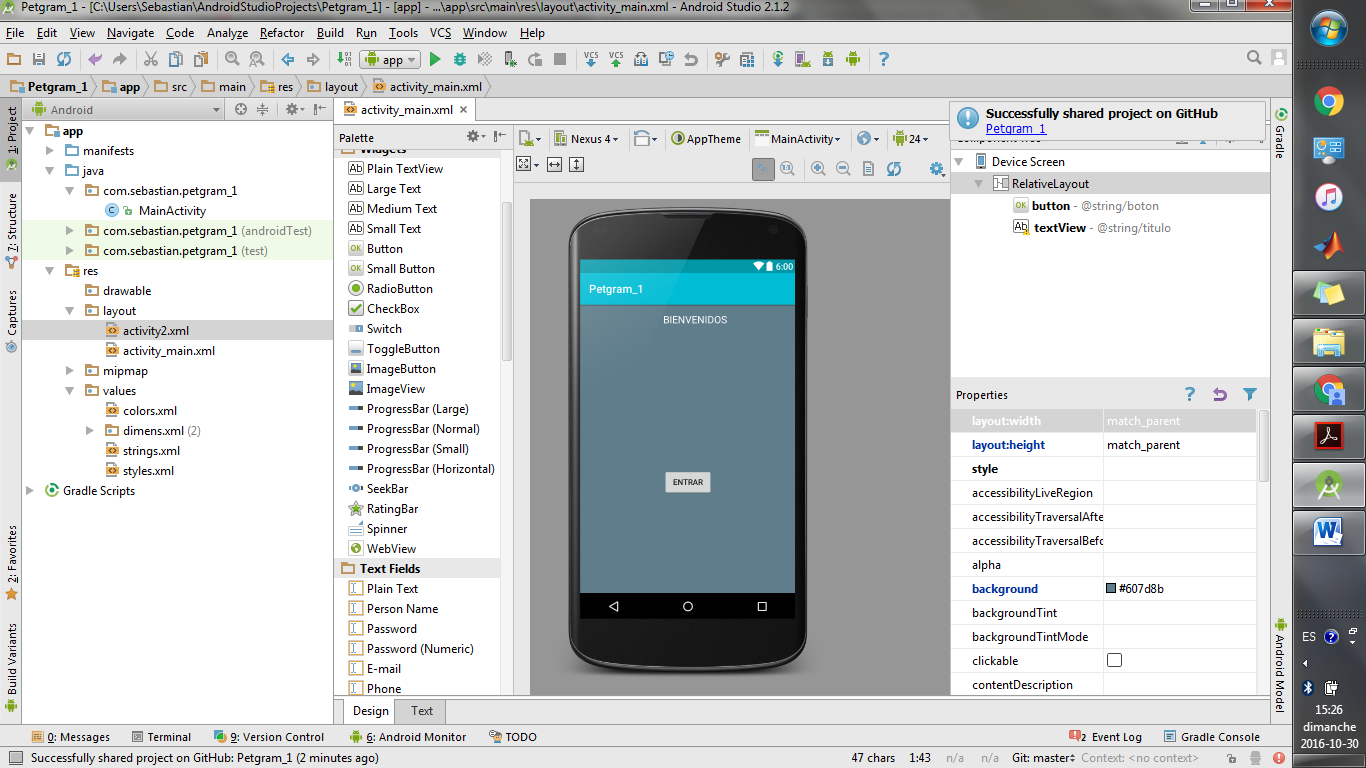 Petgram_1 - [C:\Users\Sebastian\AndroidStudioProjects\Petgram_1] - [app] - ...\app\src\main\res\layout\activity_main.xml - Android Studio 2.1.2
File Edit View Navigate Code Analyze Refactor Build Run Tools VCS Window Help
app
VCS VCS
Petgram_1 app src main res layout activity_main.xml
1: Project
7: Structure
Captures
2: Favorites
Build Variants
Android
app
manifests
java
com.sebastian.petgram_1
MainActivity
com.sebastian.petgram_1 (androidTest)
com.sebastian.petgram_1 (test)
res
drawable
layout
activity2.xml
activity_main.xml
mipmap
values
colors.xml
dimens.xml (2)
strings.xml
styles.xml
Gradle Scripts
activity_main.xml
Palette
Widgets
Plain TextView
Large Text
Medium Text
Small Text
Button
Small Button
RadioButton
CheckBox
Switch
ToggleButton
ImageButton
ImageView
ProgressBar (Large)
ProgressBar (Normal)
ProgressBar (Small)
ProgressBar (Horizontal)
SeekBar
RatingBar
Spinner
WebView
Text Fields
Plain Text
Person Name
Password
Password (Numeric)
E-mail
Phone
Design Text
Nexus 4 AppTheme MainActivity 24
6:00
Petgram_1
BIENVENIDOS
ENTRAR
Successfully shared project on GitHub
Petgram_1
Device Screen
RelativeLayout
button - @string/boton
textView - @string/titulo
Properties
layout:width match_parent
layout:height match_parent
style
accessibilityLiveRegion
accessibilityTraversalAfte
accessibilityTraversalBefo
alpha
background #607d8b
backgroundTint
backgroundTintMode
clickable
contentDescription
Gradle
Android Model
0: Messages Terminal 9: Version Control 6: Android Monitor TODO 2 Event Log Gradle Console
Successfully shared project on GitHub: Petgram_1 (2 minutes ago) 47 chars 1:43 n/a n/a Git: master Context: <no context>
ES
15:26
dimanche
2016-10-30